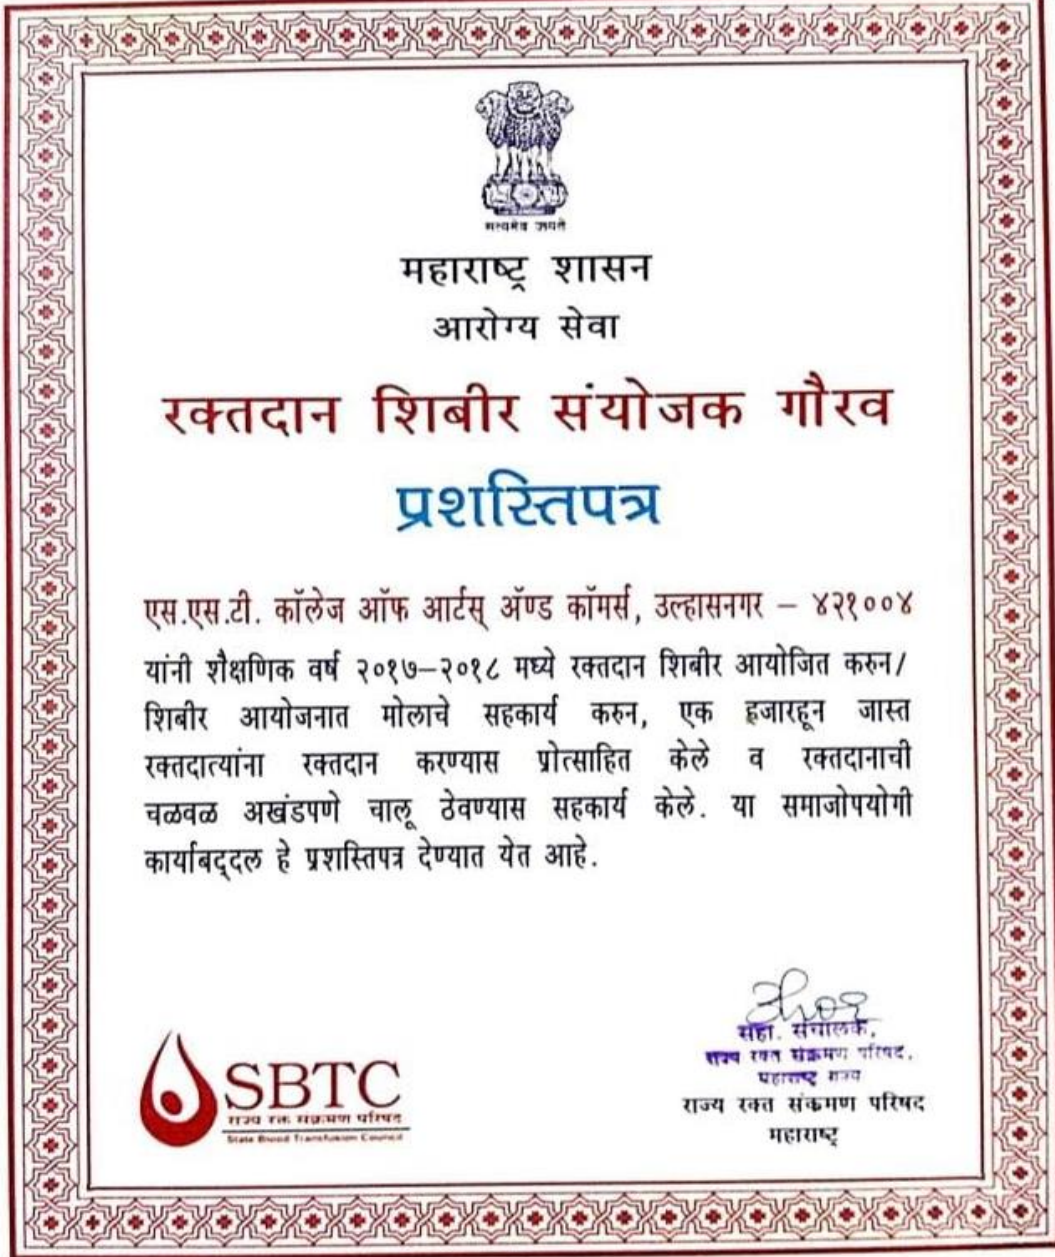 सत्यमेव जयते
महाराष्ट्र शासन
आरोग्य सेवा
रक्तदान शिबीर संयोजक गौरव
प्रशस्तिपत्र
एस.एस.टी. कॉलेज ऑफ आर्टस् ॲण्ड कॉमर्स, उल्हासनगर – ४२१००४
यांनी शैक्षणिक वर्ष २०१७–२०१८ मध्ये रक्तदान शिबीर आयोजित करुन/
शिबीर आयोजनात मोलाचे सहकार्य करुन, एक हजारहून जास्त
रक्तदात्यांना रक्तदान करण्यास प्रोत्साहित केले व रक्तदानाची
चळवळ अखंडपणे चालू ठेवण्यास सहकार्य केले. या समाजोपयोगी
कार्याबद्दल हे प्रशस्तिपत्र देण्यात येत आहे.
सहा. संचालक,
राज्य रक्त संक्रमण परिषद,
महाराष्ट्र राज्य
राज्य रक्त संकमण परिषद
महाराष्ट्र
SBTC
राज्य रक्त संक्रमण परिषद
State Blood Transfusion Council